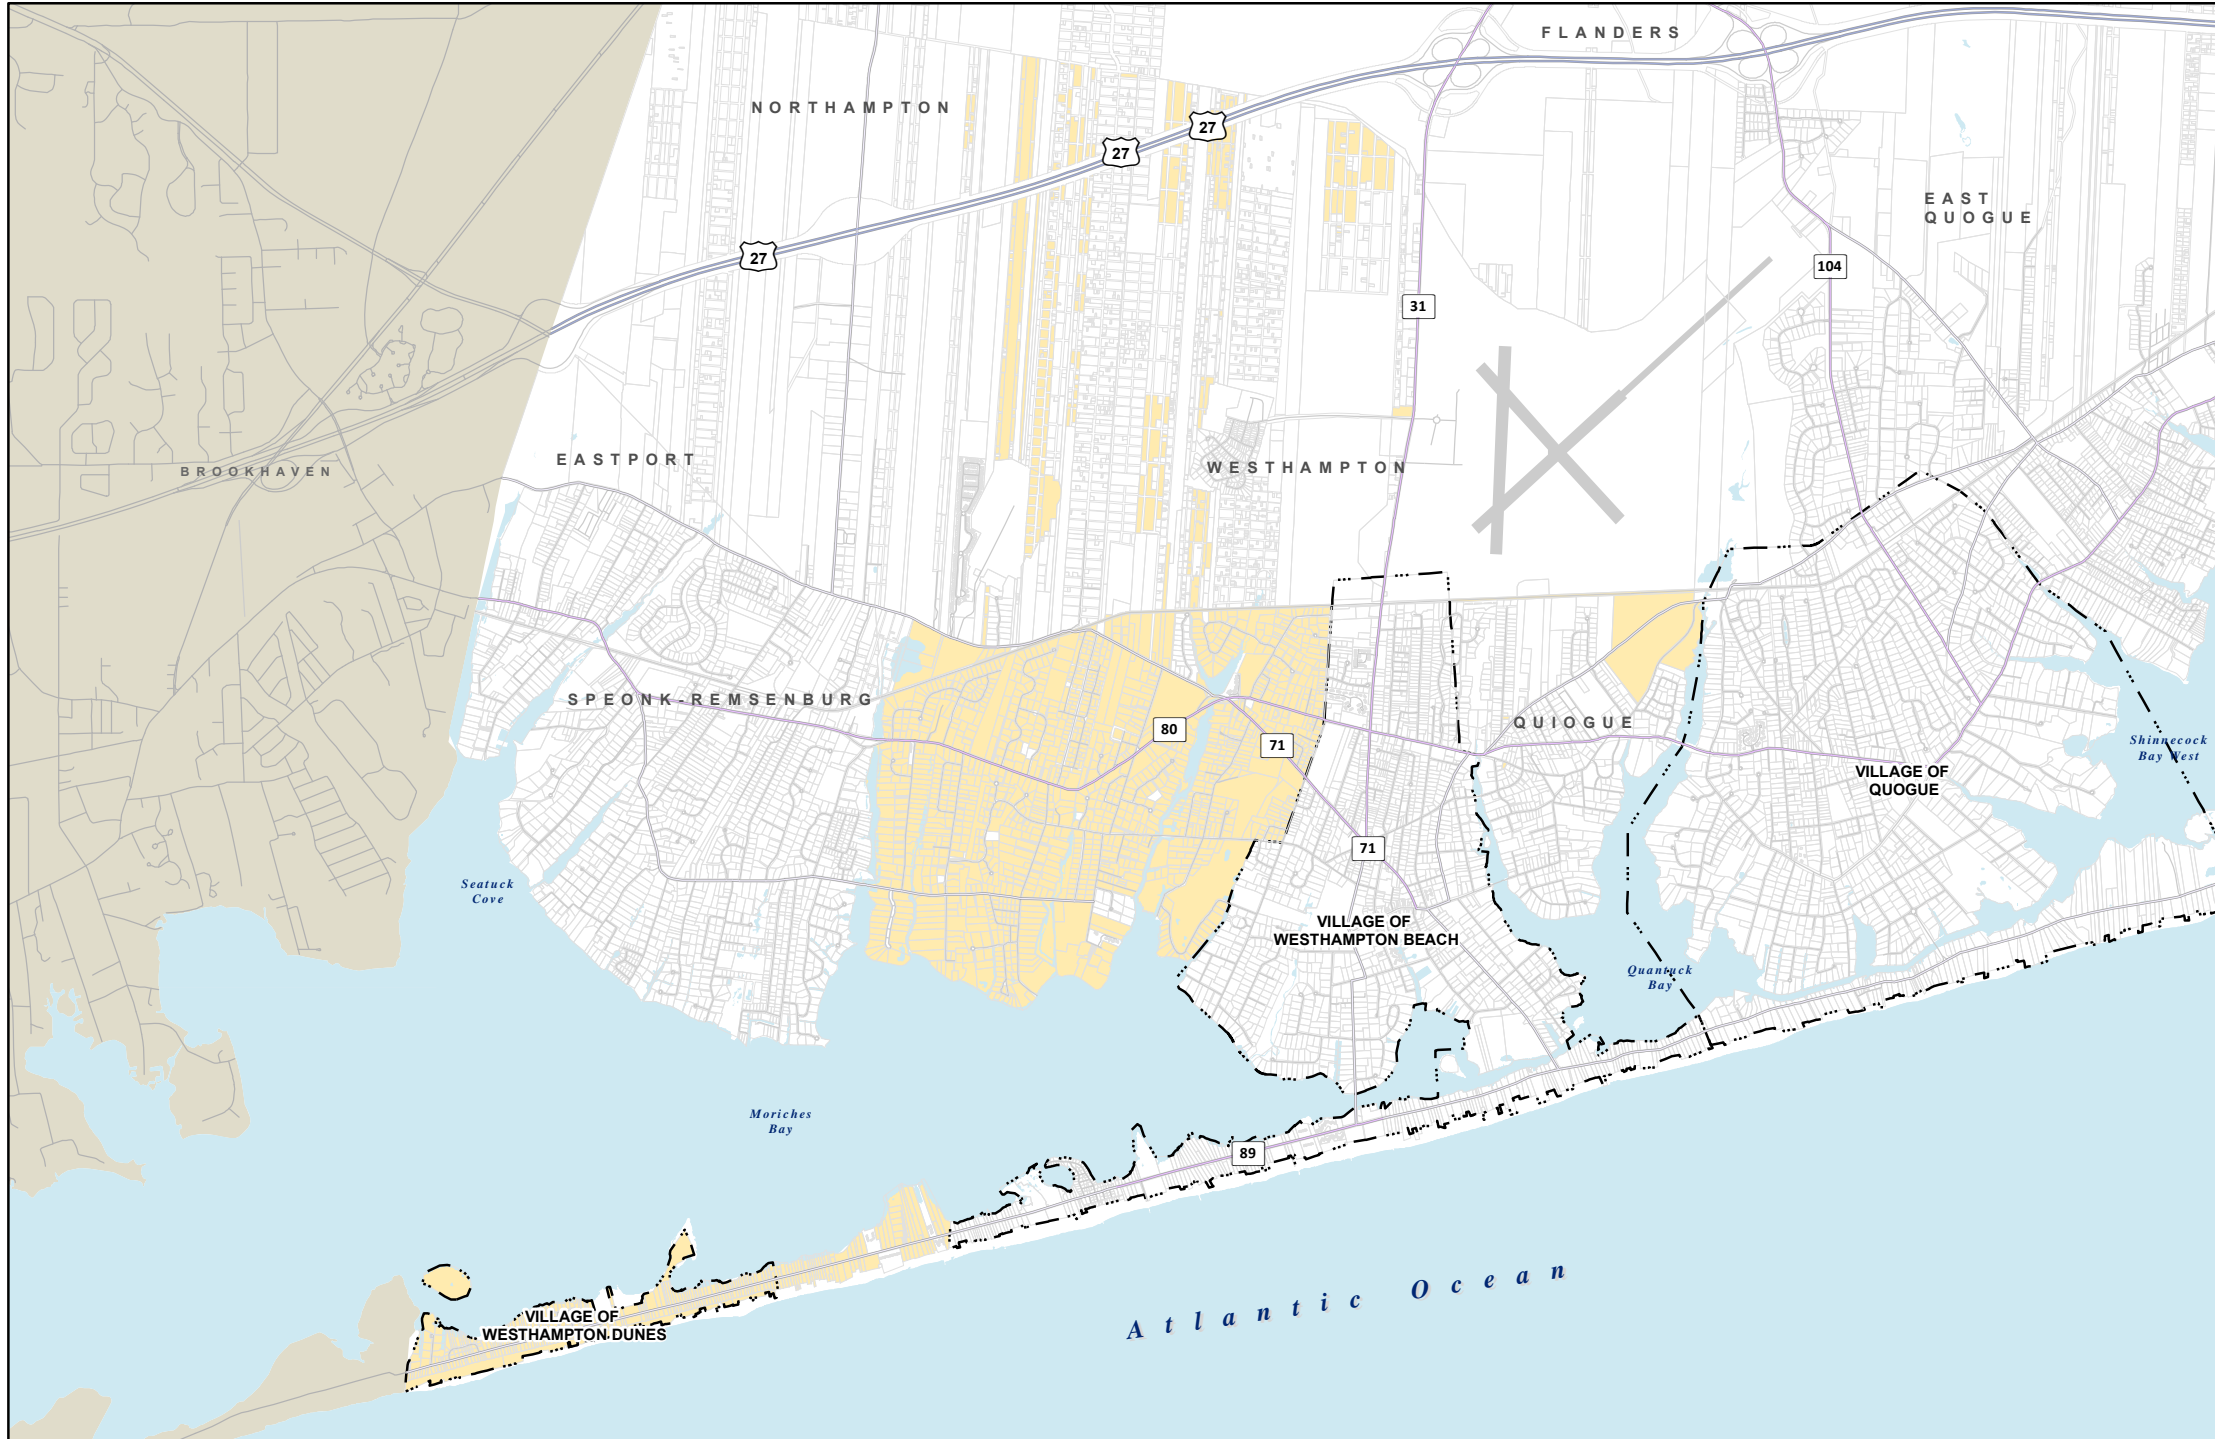 FLANDERS
NORTHAMPTON
27
27
EAST
QUOGUE
27
104
31
EASTPORT
WESTHAMPTON
BROOKHAVEN
SPEONK-REMSENBURG
QUIOGUE
80
71
Shinnecock
Bay West
VILLAGE OF
QUOGUE
71
Seatuck
Cove
VILLAGE OF
WESTHAMPTON BEACH
Quantuck
Bay
Moriches
Bay
89
Atlantic Ocean
VILLAGE OF
WESTHAMPTON DUNES